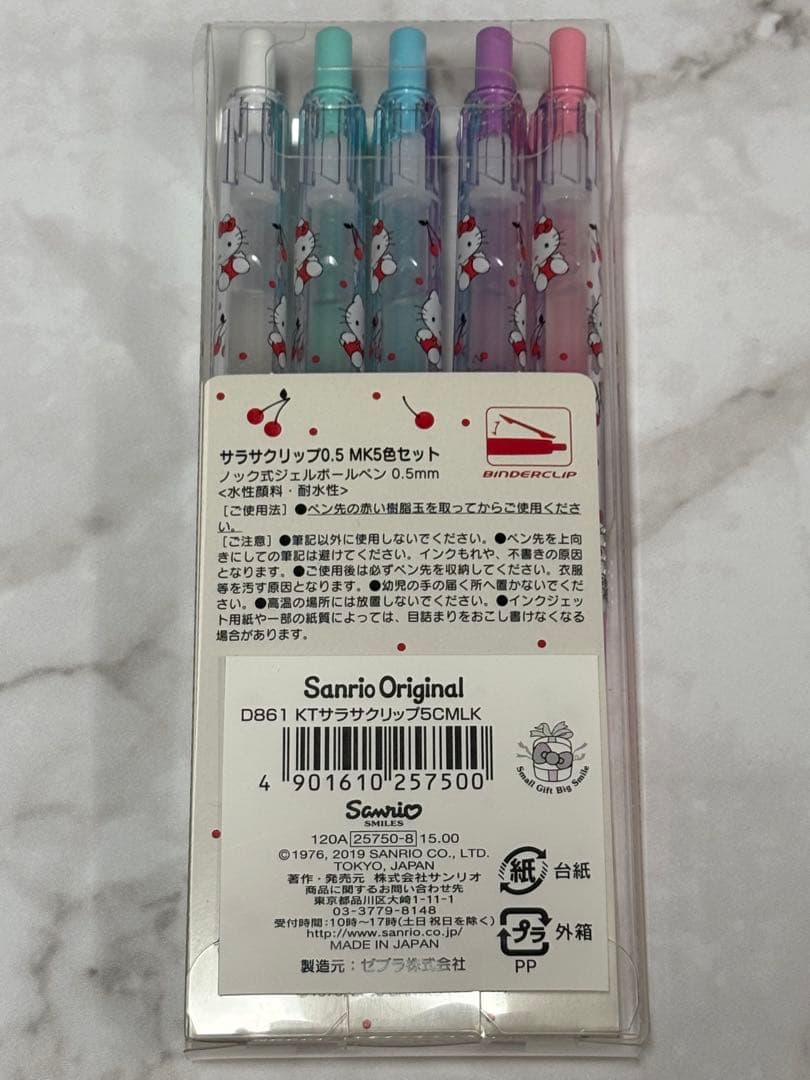 サラサクリップ0.5 MK5色セット
ノック式ジェルボールペン 0.5mm
<水性顔料・耐水性>
[ご使用法] ●ペン先の赤い樹脂玉を取ってからご使用くださ
い。
[ご注意] ●筆記以外に使用しないでください。●ペン先を上向
きにしての筆記は避けてください。インクもれや、不書きの原因
となります。●ご使用後は必ずペン先を収納してください。衣服
等を汚す原因となります。●幼児の手の届く所へ置かないでくだ
さい。●高温の場所には放置しないでください。●インクジェッ
ト用紙や一部の紙質によっては、目詰まりをおこし書けなくなる
場合があります。
BINDERCLIP
Sanrio Original
D861 KTサラサクリップ5CMLK
4 901610 257500
Small Gift Big Smile
Sanrio
SMILES
120A 25750-8 15.00
©1976, 2019 SANRIO CO., LTD.
TOKYO, JAPAN
著作・発売元 株式会社サンリオ
商品に関するお問い合わせ先
東京都品川区大崎1-11-1
03-3779-8148
受付時間:10時〜17時(土日祝日を除く)
http://www.sanrio.co.jp/
MADE IN JAPAN
製造元:ゼブラ株式会社
紙 台紙
プラ 外箱
PP